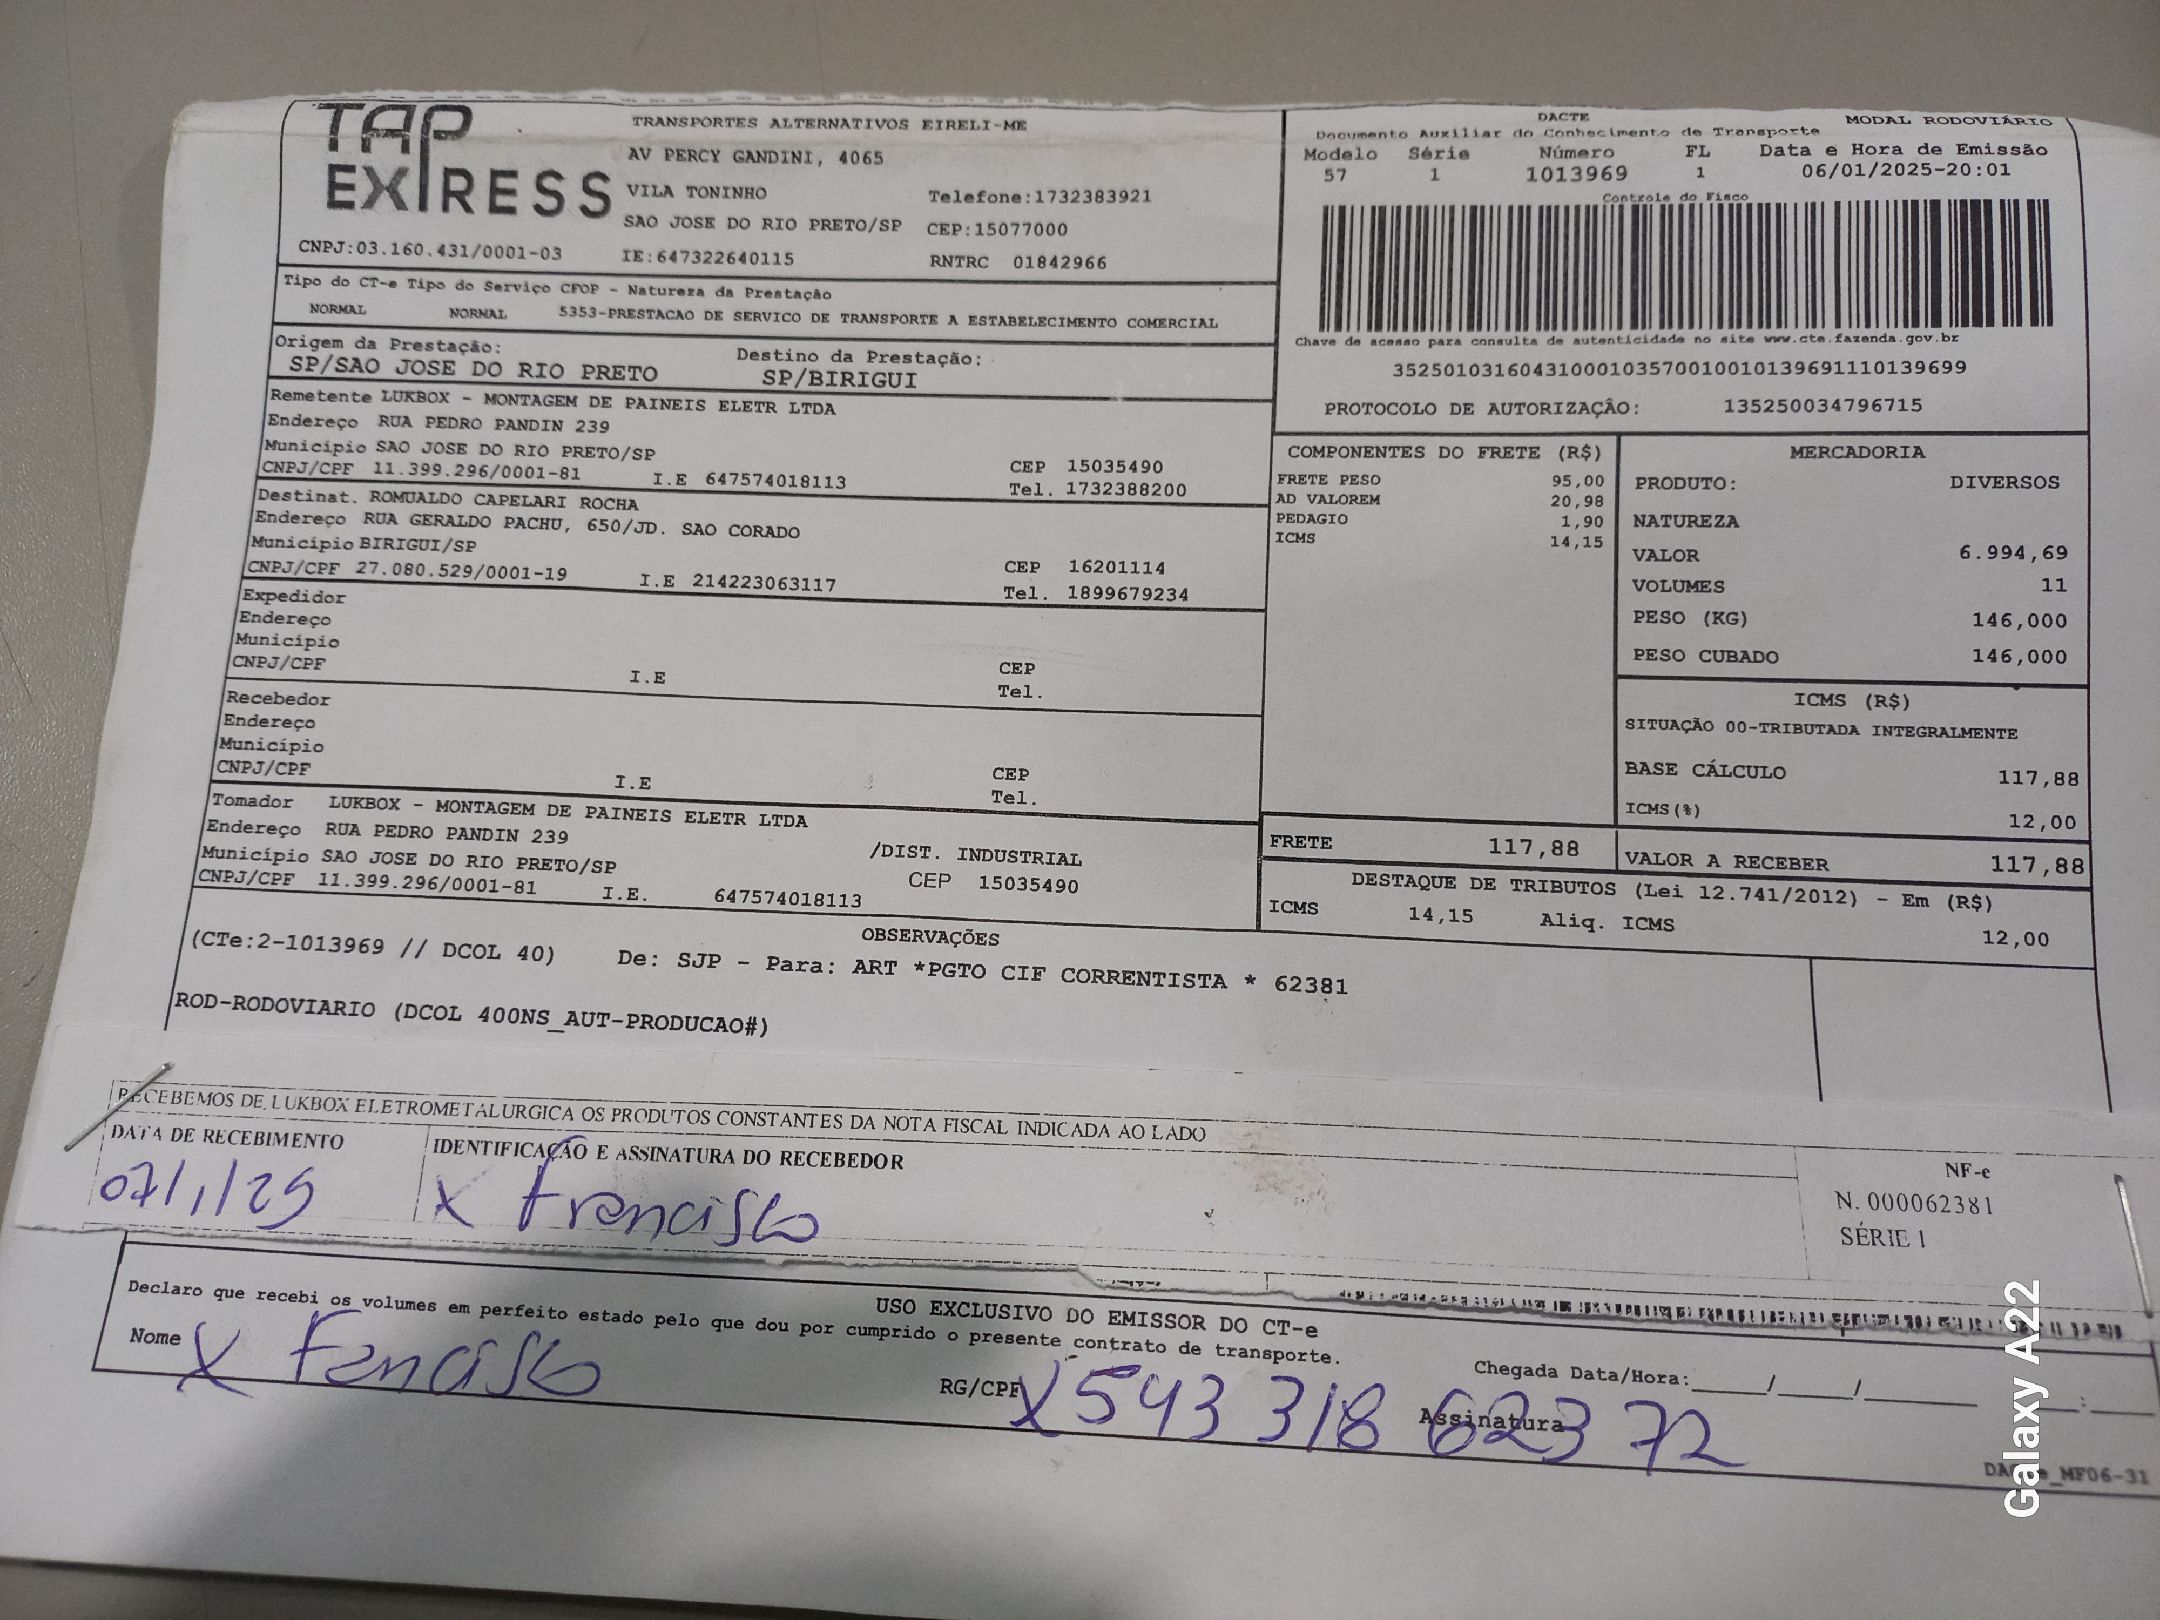 TAP EXPRESS
TRANSPORTES ALTERNATIVOS EIRELI-ME
AV PERCY GANDINI, 4065
VILA TONINHO Telefone:1732383921
SAO JOSE DO RIO PRETO/SP CEP:15077000
CNPJ:03.160.431/0001-03 IE:647322640115 RNTRC 01842966
DACTE MODAL RODOVIÁRIO
Documento Auxiliar do Conhecimento de Transporte
Modelo Série Número FL Data e Hora de Emissão
57 1 1013969 1 06/01/2025-20:01
Controle do Fisco
Chave de acesso para consulta de autenticidade no site www.cte.fazenda.gov.br
35250103160431000103570010010139691110139699
PROTOCOLO DE AUTORIZAÇÂO: 135250034796715
Tipo do CT-e Tipo do Serviço CFOP - Natureza da Prestação
NORMAL NORMAL 5353-PRESTACAO DE SERVICO DE TRANSPORTE A ESTABELECIMENTO COMERCIAL
Origem da Prestação: Destino da Prestação:
SP/SAO JOSE DO RIO PRETO SP/BIRIGUI
Remetente LUKBOX - MONTAGEM DE PAINEIS ELETR LTDA
Endereço RUA PEDRO PANDIN 239
Município SAO JOSE DO RIO PRETO/SP CEP 15035490
CNPJ/CPF 11.399.296/0001-81 I.E 647574018113 Tel. 1732388200
Destinat. ROMUALDO CAPELARI ROCHA
Endereço RUA GERALDO PACHU, 650/JD. SAO CORADO
Município BIRIGUI/SP CEP 16201114
CNPJ/CPF 27.080.529/0001-19 I.E 214223063117 Tel. 1899679234
Expedidor
Endereço
Município CEP
CNPJ/CPF I.E Tel.
Recebedor
Endereço
Município CEP
CNPJ/CPF I.E Tel.
Tomador LUKBOX - MONTAGEM DE PAINEIS ELETR LTDA
Endereço RUA PEDRO PANDIN 239 /DIST. INDUSTRIAL
Município SAO JOSE DO RIO PRETO/SP CEP 15035490
CNPJ/CPF 11.399.296/0001-81 I.E. 647574018113
COMPONENTES DO FRETE (R$)
FRETE PESO 95,00
AD VALOREM 20,98
PEDAGIO 1,90
ICMS 14,15
MERCADORIA
PRODUTO: DIVERSOS
NATUREZA
VALOR 6.994,69
VOLUMES 11
PESO (KG) 146,000
PESO CUBADO 146,000
ICMS (R$)
SITUAÇÃO 00-TRIBUTADA INTEGRALMENTE
BASE CÁLCULO 117,88
ICMS(%) 12,00
FRETE 117,88 VALOR A RECEBER 117,88
DESTAQUE DE TRIBUTOS (Lei 12.741/2012) - Em (R$)
ICMS 14,15 Aliq. ICMS 12,00
OBSERVAÇÕES
(CTe:2-1013969 // DCOL 40) De: SJP - Para: ART *PGTO CIF CORRENTISTA * 62381
ROD-RODOVIARIO (DCOL 400NS_AUT-PRODUCAO#)
RECEBEMOS DE LUKBOX ELETROMETALURGICA OS PRODUTOS CONSTANTES DA NOTA FISCAL INDICADA AO LADO
DATA DE RECEBIMENTO IDENTIFICAÇÃO E ASSINATURA DO RECEBEDOR
07/1/25 X Francisco
NF-e
N. 000062381
SÉRIE 1
USO EXCLUSIVO DO EMISSOR DO CT-e
Declaro que recebi os volumes em perfeito estado pelo que dou por cumprido o presente contrato de transporte.
Nome X Francisco RG/CPF X 543 318 623 72 Assinatura
Chegada Data/Hora:_____/_____/_____ :
MF06-31
Galaxy A22